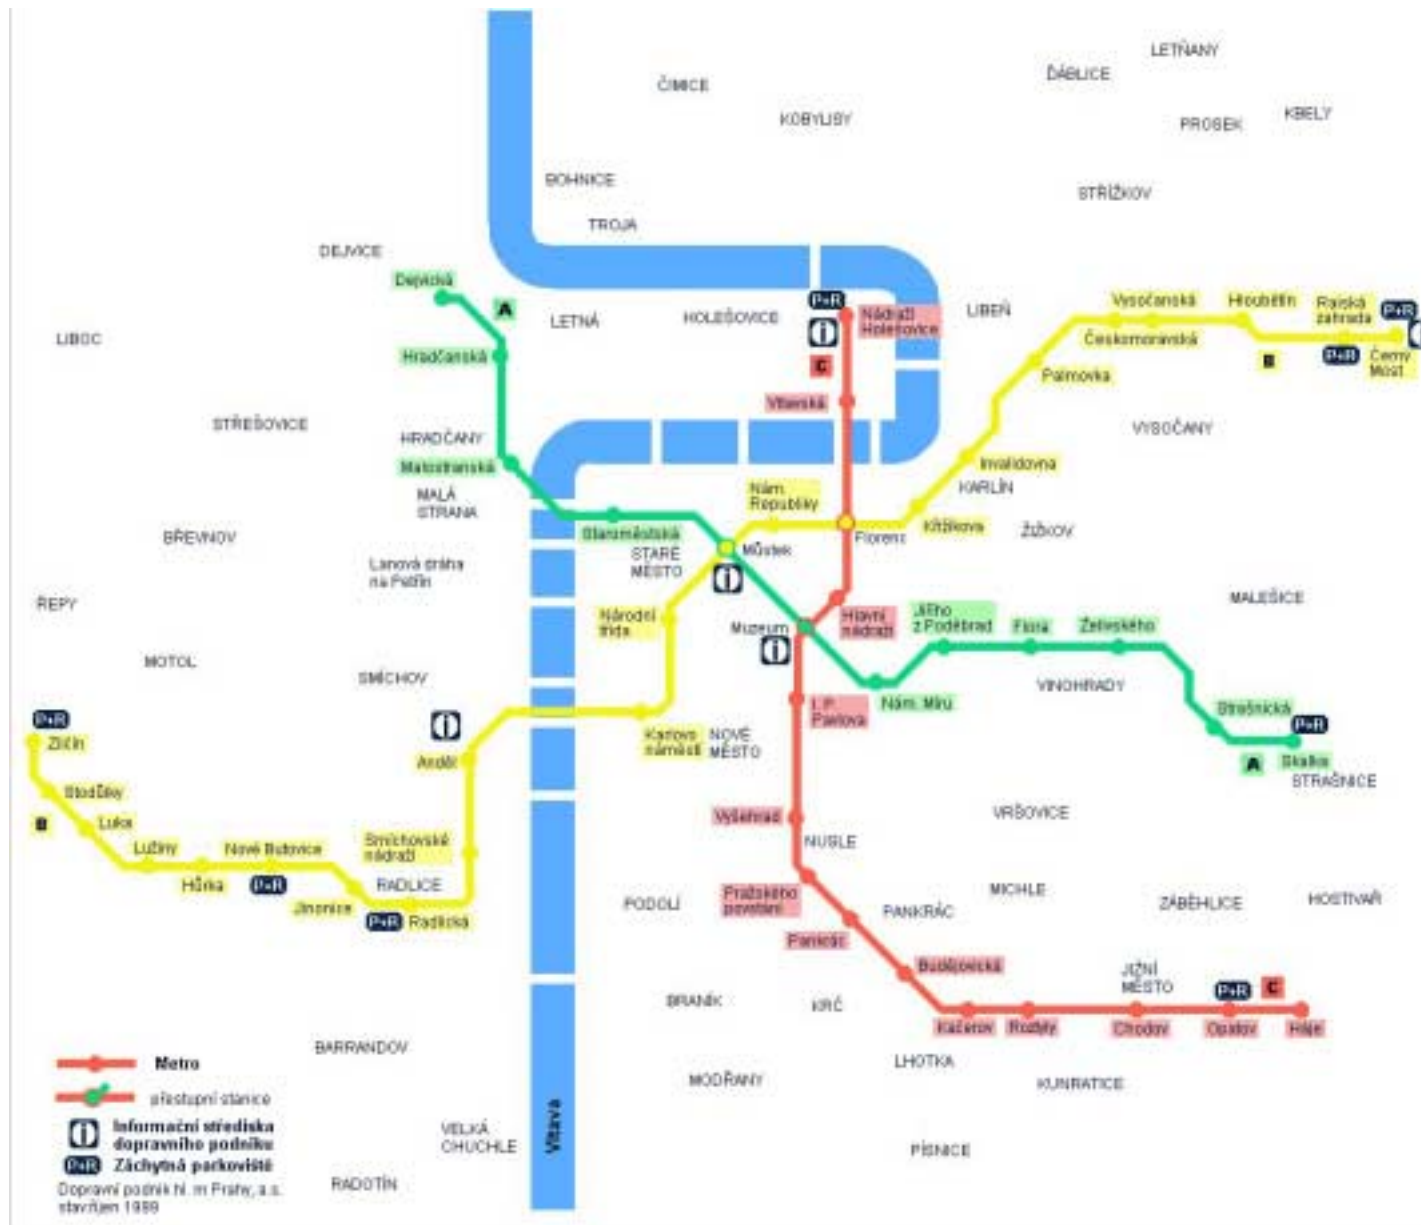 LETŇANY
ĎÁBLICE
ČIMICE
KBELY
KOBYLISY
PROSEK
BOHNICE
STŘÍŽKOV
TROJA
DEJVICE
Dejvická
A
P+R
LETNÁ
HOLEŠOVICE
Nádraží
Holešovice
LIBEŇ
Vysočanská
Hloubětín
Rajská
zahrada
P+R
LIBOC
Hradčanská
C
Českomoravská
B
P+R
Černý
Most
Palmovka
Vltavská
STŘEŠOVICE
HRADČANY
VYSOČANY
Malostranská
Invalidovna
KARLÍN
MALÁ
STRANA
Nám.
Republiky
Křižíkova
ŽIŽKOV
BŘEVNOV
Staroměstská
Můstek
Florenc
STARÉ
MĚSTO
Lanová dráha
na Petřín
ŘEPY
MALEŠICE
Národní
třída
Muzeum
Hlavní
nádraží
Jiřího
z Poděbrad
Flora
Želivského
MOTOL
SMÍCHOV
VINOHRADY
Nám. Míru
I. P.
Pavlova
Strašnická
P+R
P+R
Zličín
Karlovo
náměstí
NOVÉ
MĚSTO
Anděl
A
Skalka
STRAŠNICE
Stodůlky
Luka
B
Vyšehrad
VRŠOVICE
NUSLE
Lužiny
Nové Butovice
Smíchovské
nádraží
Hůrka
P+R
RADLICE
Jinonice
P+R
Radlická
PODOLÍ
Pražského
povstání
PANKRÁC
MICHLE
ZÁBĚHLICE
HOSTIVAŘ
Pankrác
Budějovická
JIŽNÍ
MĚSTO
P+R
C
BRANÍK
KRČ
Kačerov
Roztyly
Chodov
Opatov
Háje
BARRANDOV
LHOTKA
MODŘANY
KUNRATICE
Metro
přestupní stanice
Informační střediska
dopravního podniku
P+R
Záchytná parkoviště
Dopravní podnik hl. m Prahy, a.s.
stav:říjen 1999
Vltava
VELKÁ
CHUCHLE
PÍSNICE
RADOTÍN